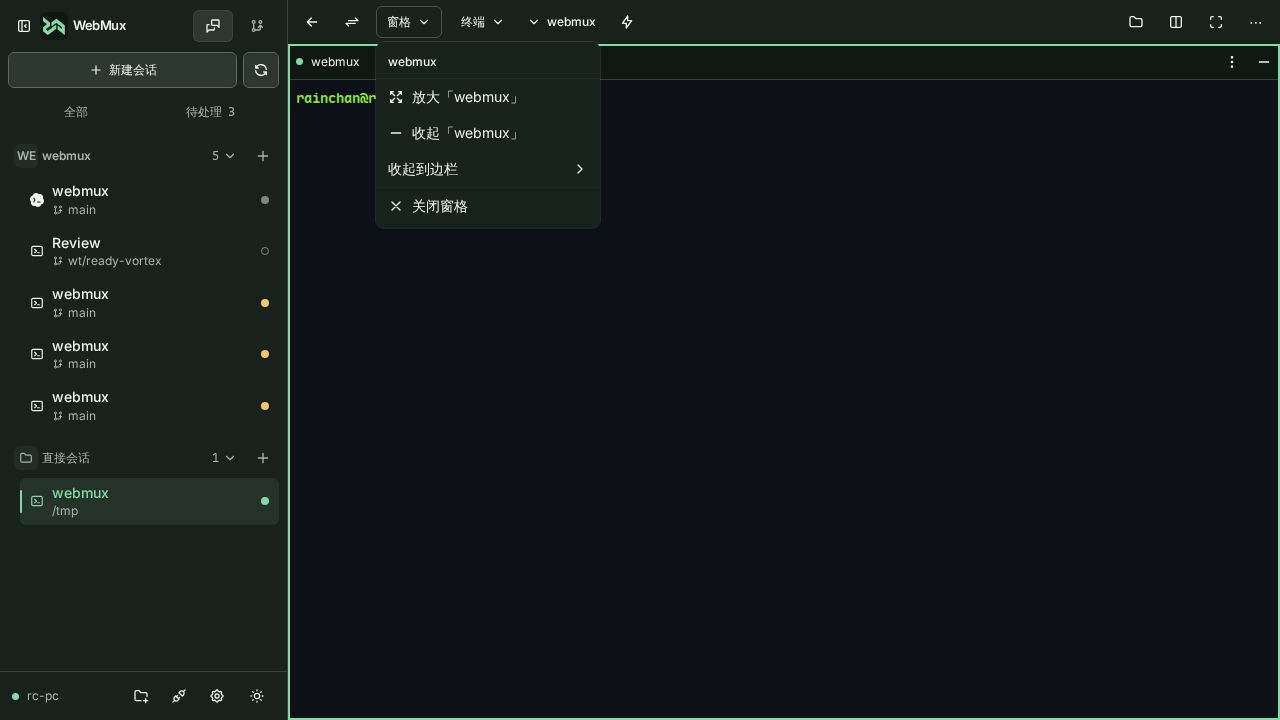 WebMux
窗格
终端
webmux
新建会话
全部
待处理 3
WE webmux 5
webmux
main
Review
wt/ready-vortex
webmux
main
webmux
main
webmux
main
直接会话 1
webmux
/tmp
rc-pc
webmux
rainchan@r
webmux
放大「webmux」
收起「webmux」
收起到边栏
关闭窗格